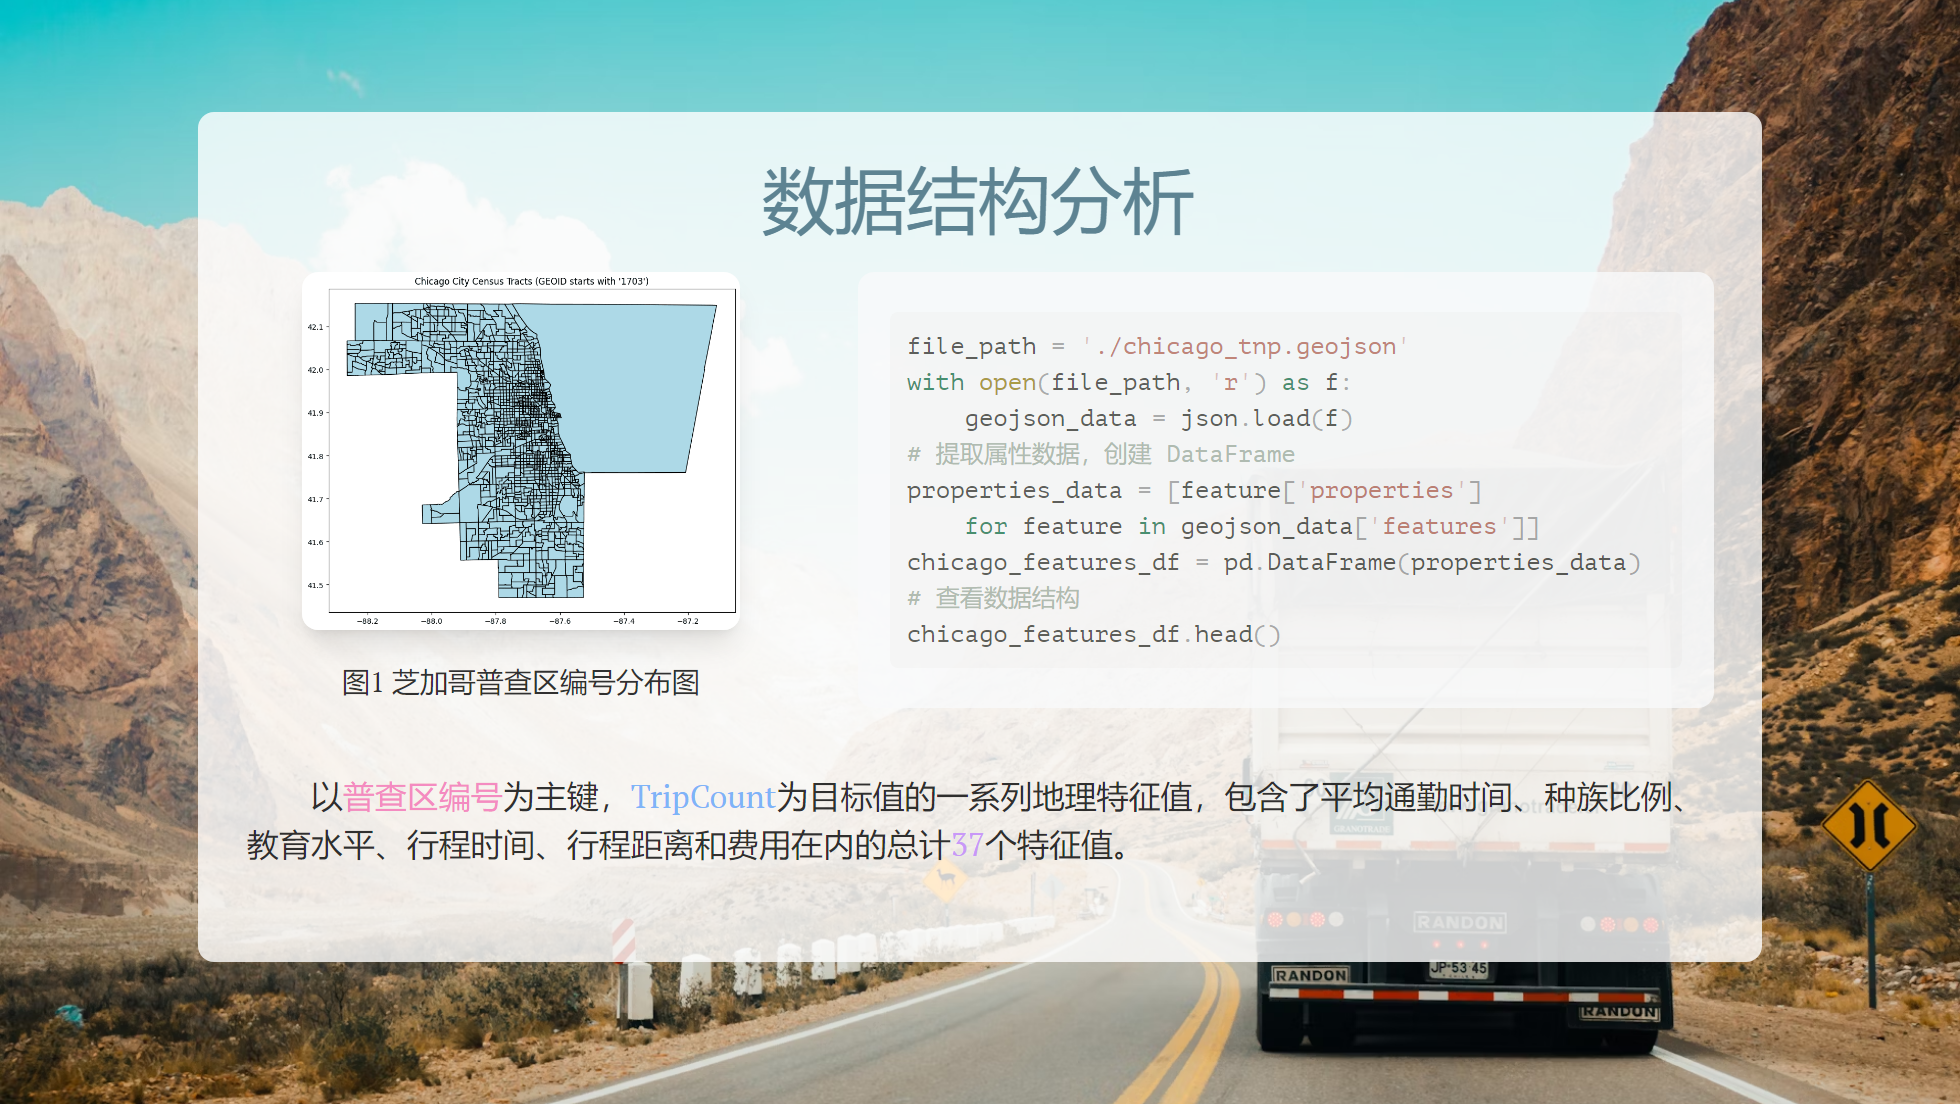 数据结构分析
Chicago City Census Tracts (GEOID starts with '1703')
42.1
42.0
41.9
41.8
41.7
41.6
41.5
−88.2 −88.0 −87.8 −87.6 −87.4 −87.2
图1 芝加哥普查区编号分布图
file_path = './chicago_tnp.geojson'
with open(file_path, 'r') as f:
    geojson_data = json.load(f)
# 提取属性数据，创建 DataFrame
properties_data = [feature['properties']
    for feature in geojson_data['features']]
chicago_features_df = pd.DataFrame(properties_data)
# 查看数据结构
chicago_features_df.head()
以普查区编号为主键，TripCount为目标值的一系列地理特征值，包含了平均通勤时间、种族比例、
教育水平、行程时间、行程距离和费用在内的总计37个特征值。
RANDON
RANDON
JP·53 45
RANDON